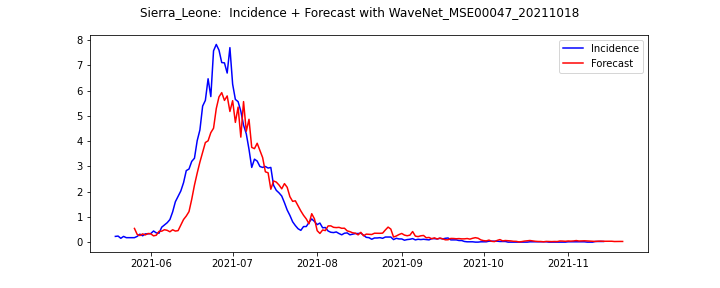 Sierra_Leone:  Incidence + Forecast with WaveNet_MSE00047_20211018
Incidence
Forecast
8
7
6
5
4
3
2
1
0
2021-06 2021-07 2021-08 2021-09 2021-10 2021-11